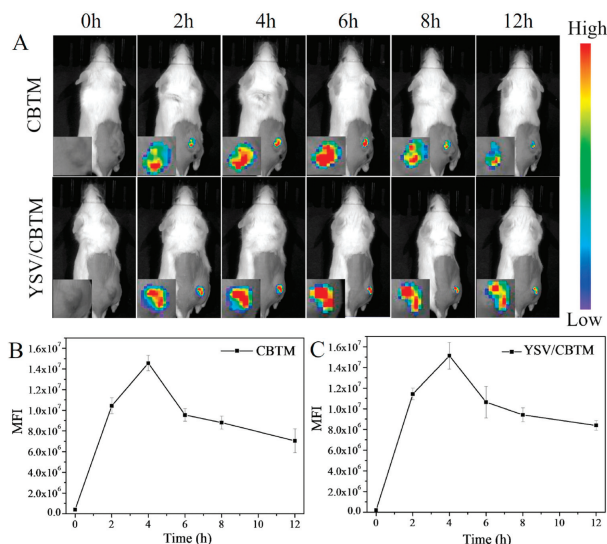 0h 2h 4h 6h 8h 12h
A
High
CBTM
YSV/CBTM
Low
B
CBTM
1.6x10⁷
1.4x10⁷
1.2x10⁷
1.0x10⁷
8.0x10⁶
6.0x10⁶
4.0x10⁶
2.0x10⁶
0.0
MFI
0 2 4 6 8 10 12
Time (h)
C
YSV/CBTM
1.6x10⁷
1.4x10⁷
1.2x10⁷
1.0x10⁷
8.0x10⁶
6.0x10⁶
4.0x10⁶
2.0x10⁶
0.0
MFI
0 2 4 6 8 10 12
Time (h)